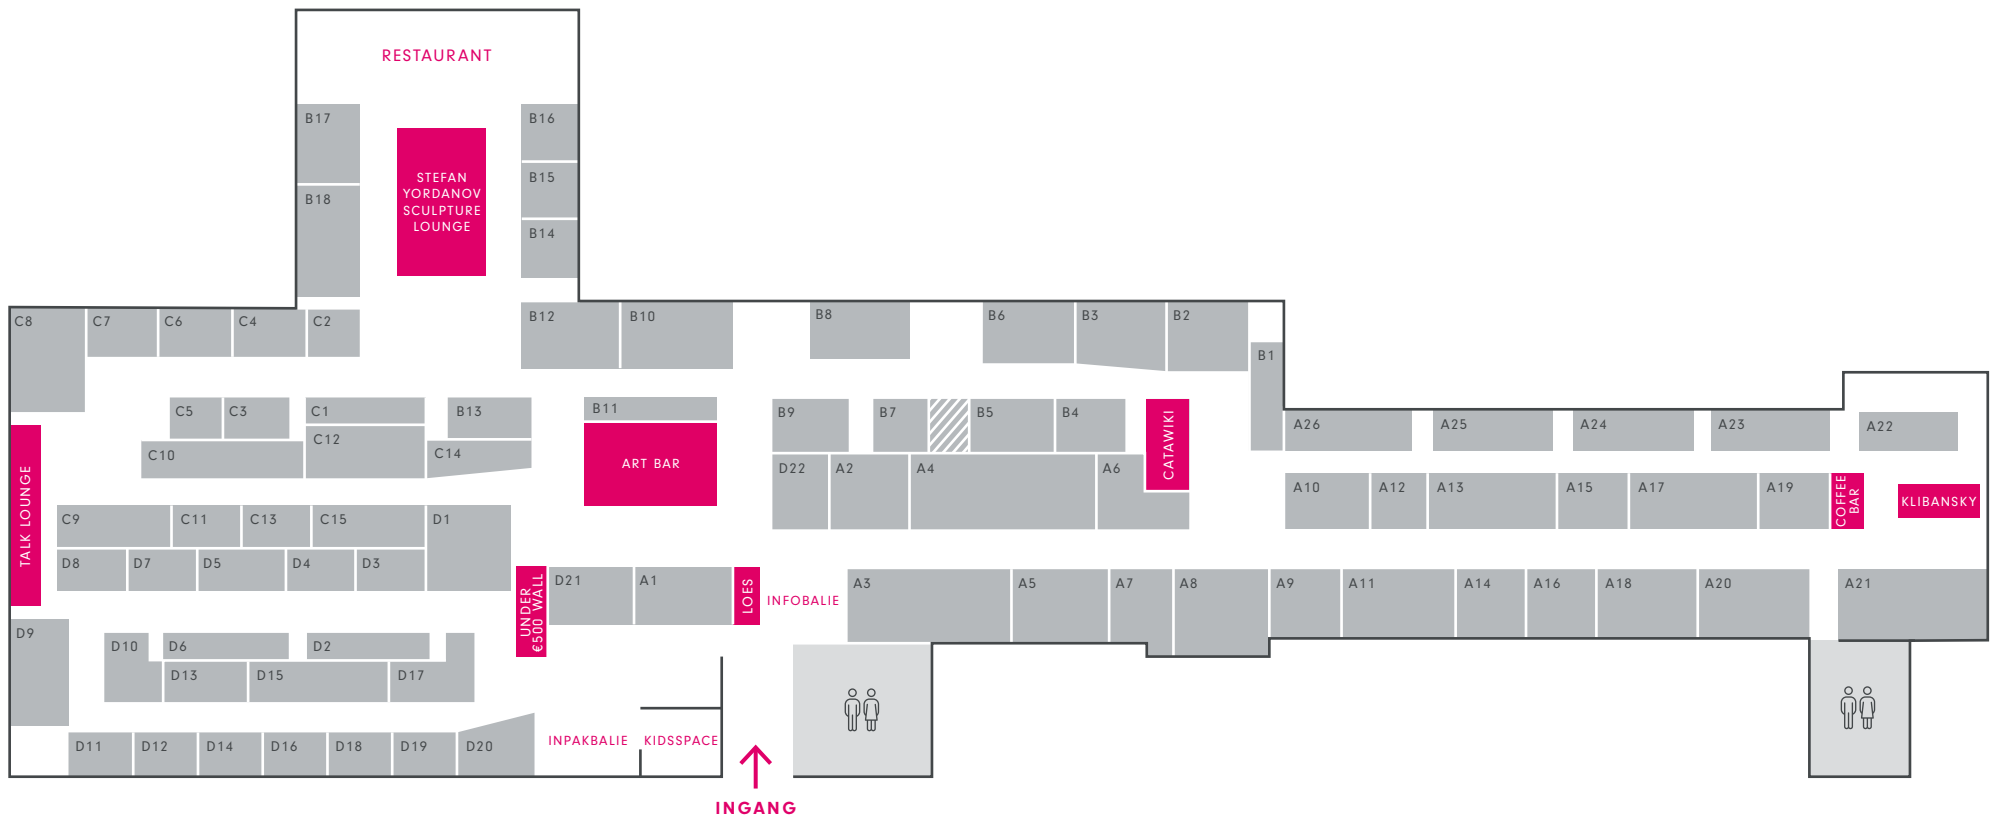 RESTAURANT
B17
B16
STEFAN
YORDANOV
SCULPTURE
LOUNGE
B15
B18
B14
C8
C7
C6
C4
C2
B12
B10
B8
B6
B3
B2
B1
C5
C3
C1
B13
B11
B9
B7
B5
B4
CATAWIKI
A26
A25
A24
A23
A22
C10
C12
C14
ART BAR
D22
A2
A4
A6
A10
A12
A13
A15
A17
A19
COFFEE
BAR
KLIBANSKY
TALK LOUNGE
C9
C11
C13
C15
D1
D8
D7
D5
D4
D3
UNDER
€500 WALL
D21
A1
LOES
INFOBALIE
A3
A5
A7
A8
A9
A11
A14
A16
A18
A20
A21
D9
D10
D6
D2
D13
D15
D17
D11
D12
D14
D16
D18
D19
D20
INPAKBALIE
KIDSSPACE
INGANG